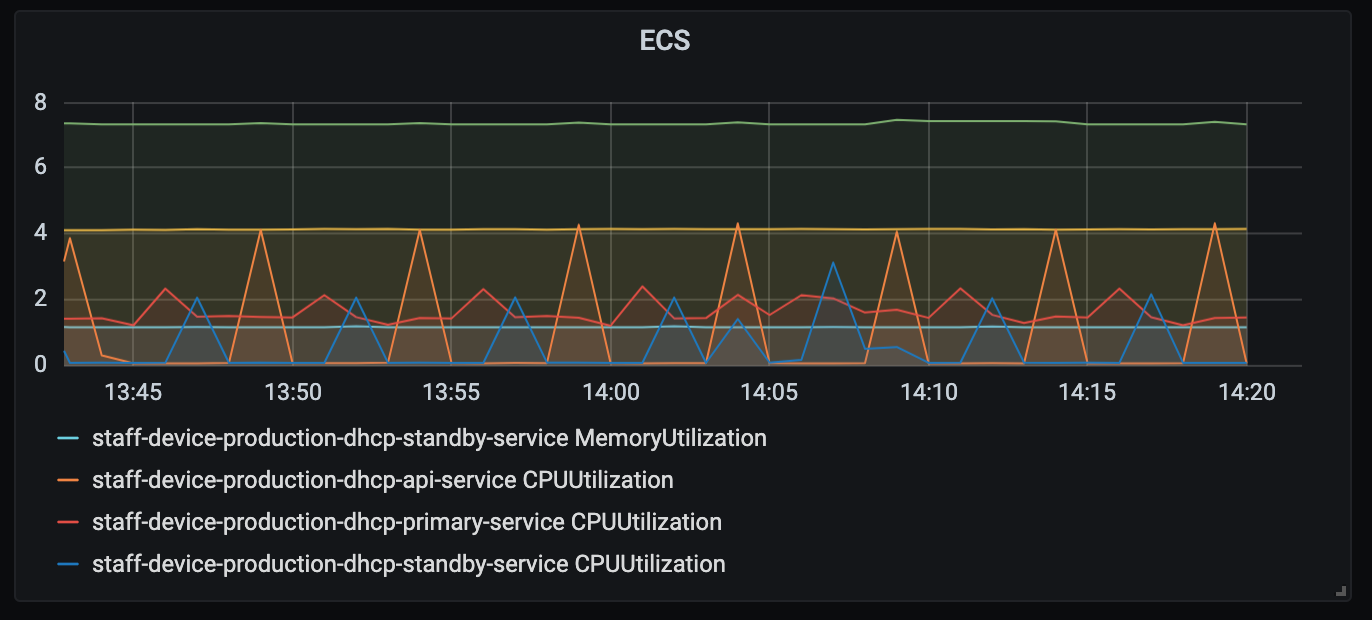 ECS
8
6
4
2
0
13:45 13:50 13:55 14:00 14:05 14:10 14:15 14:20
staff-device-production-dhcp-standby-service MemoryUtilization
staff-device-production-dhcp-api-service CPUUtilization
staff-device-production-dhcp-primary-service CPUUtilization
staff-device-production-dhcp-standby-service CPUUtilization